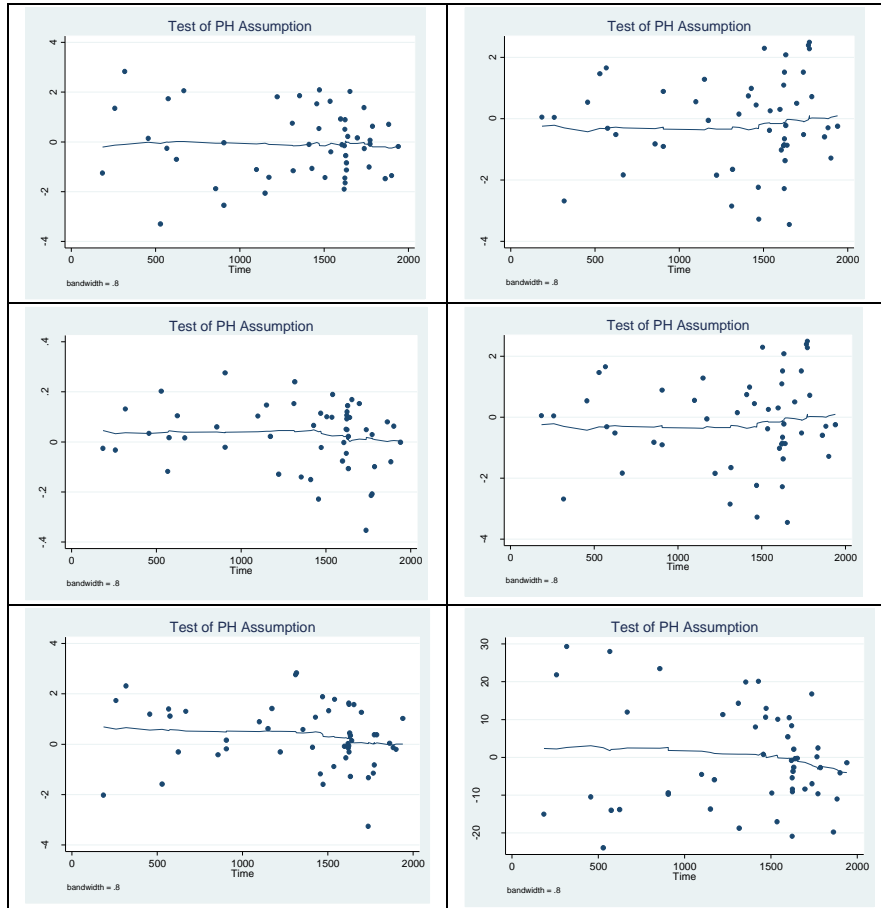 Test of PH Assumption
4
2
0
-2
-4
0 500 1000 1500 2000
Time
bandwidth = .8
Test of PH Assumption
2
0
-2
-4
0 500 1000 1500 2000
Time
bandwidth = .8
Test of PH Assumption
.4
.2
0
-.2
-.4
0 500 1000 1500 2000
Time
bandwidth = .8
Test of PH Assumption
2
0
-2
-4
0 500 1000 1500 2000
Time
bandwidth = .8
Test of PH Assumption
4
2
0
-2
-4
0 500 1000 1500 2000
Time
bandwidth = .8
Test of PH Assumption
30
20
10
0
-10
-20
0 500 1000 1500 2000
Time
bandwidth = .8